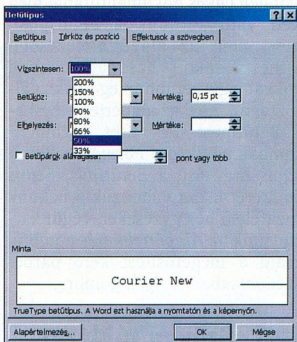 Betűtípus
Betűtípus Térköz és pozíció Effektusok a szövegben
Vízszintesen: 100%
200%
150%
100%
90%
80%
66%
50%
33%
Betűköz: Mértéke: 0,15 pt
Elhelyezés: Mértéke:
Betűpárok alávágása: pont vagy több
Minta
Courier New
TrueType betűtípus. A Word ezt használja a nyomtatón és a képernyőn.
Alapértelmezés... OK Mégse